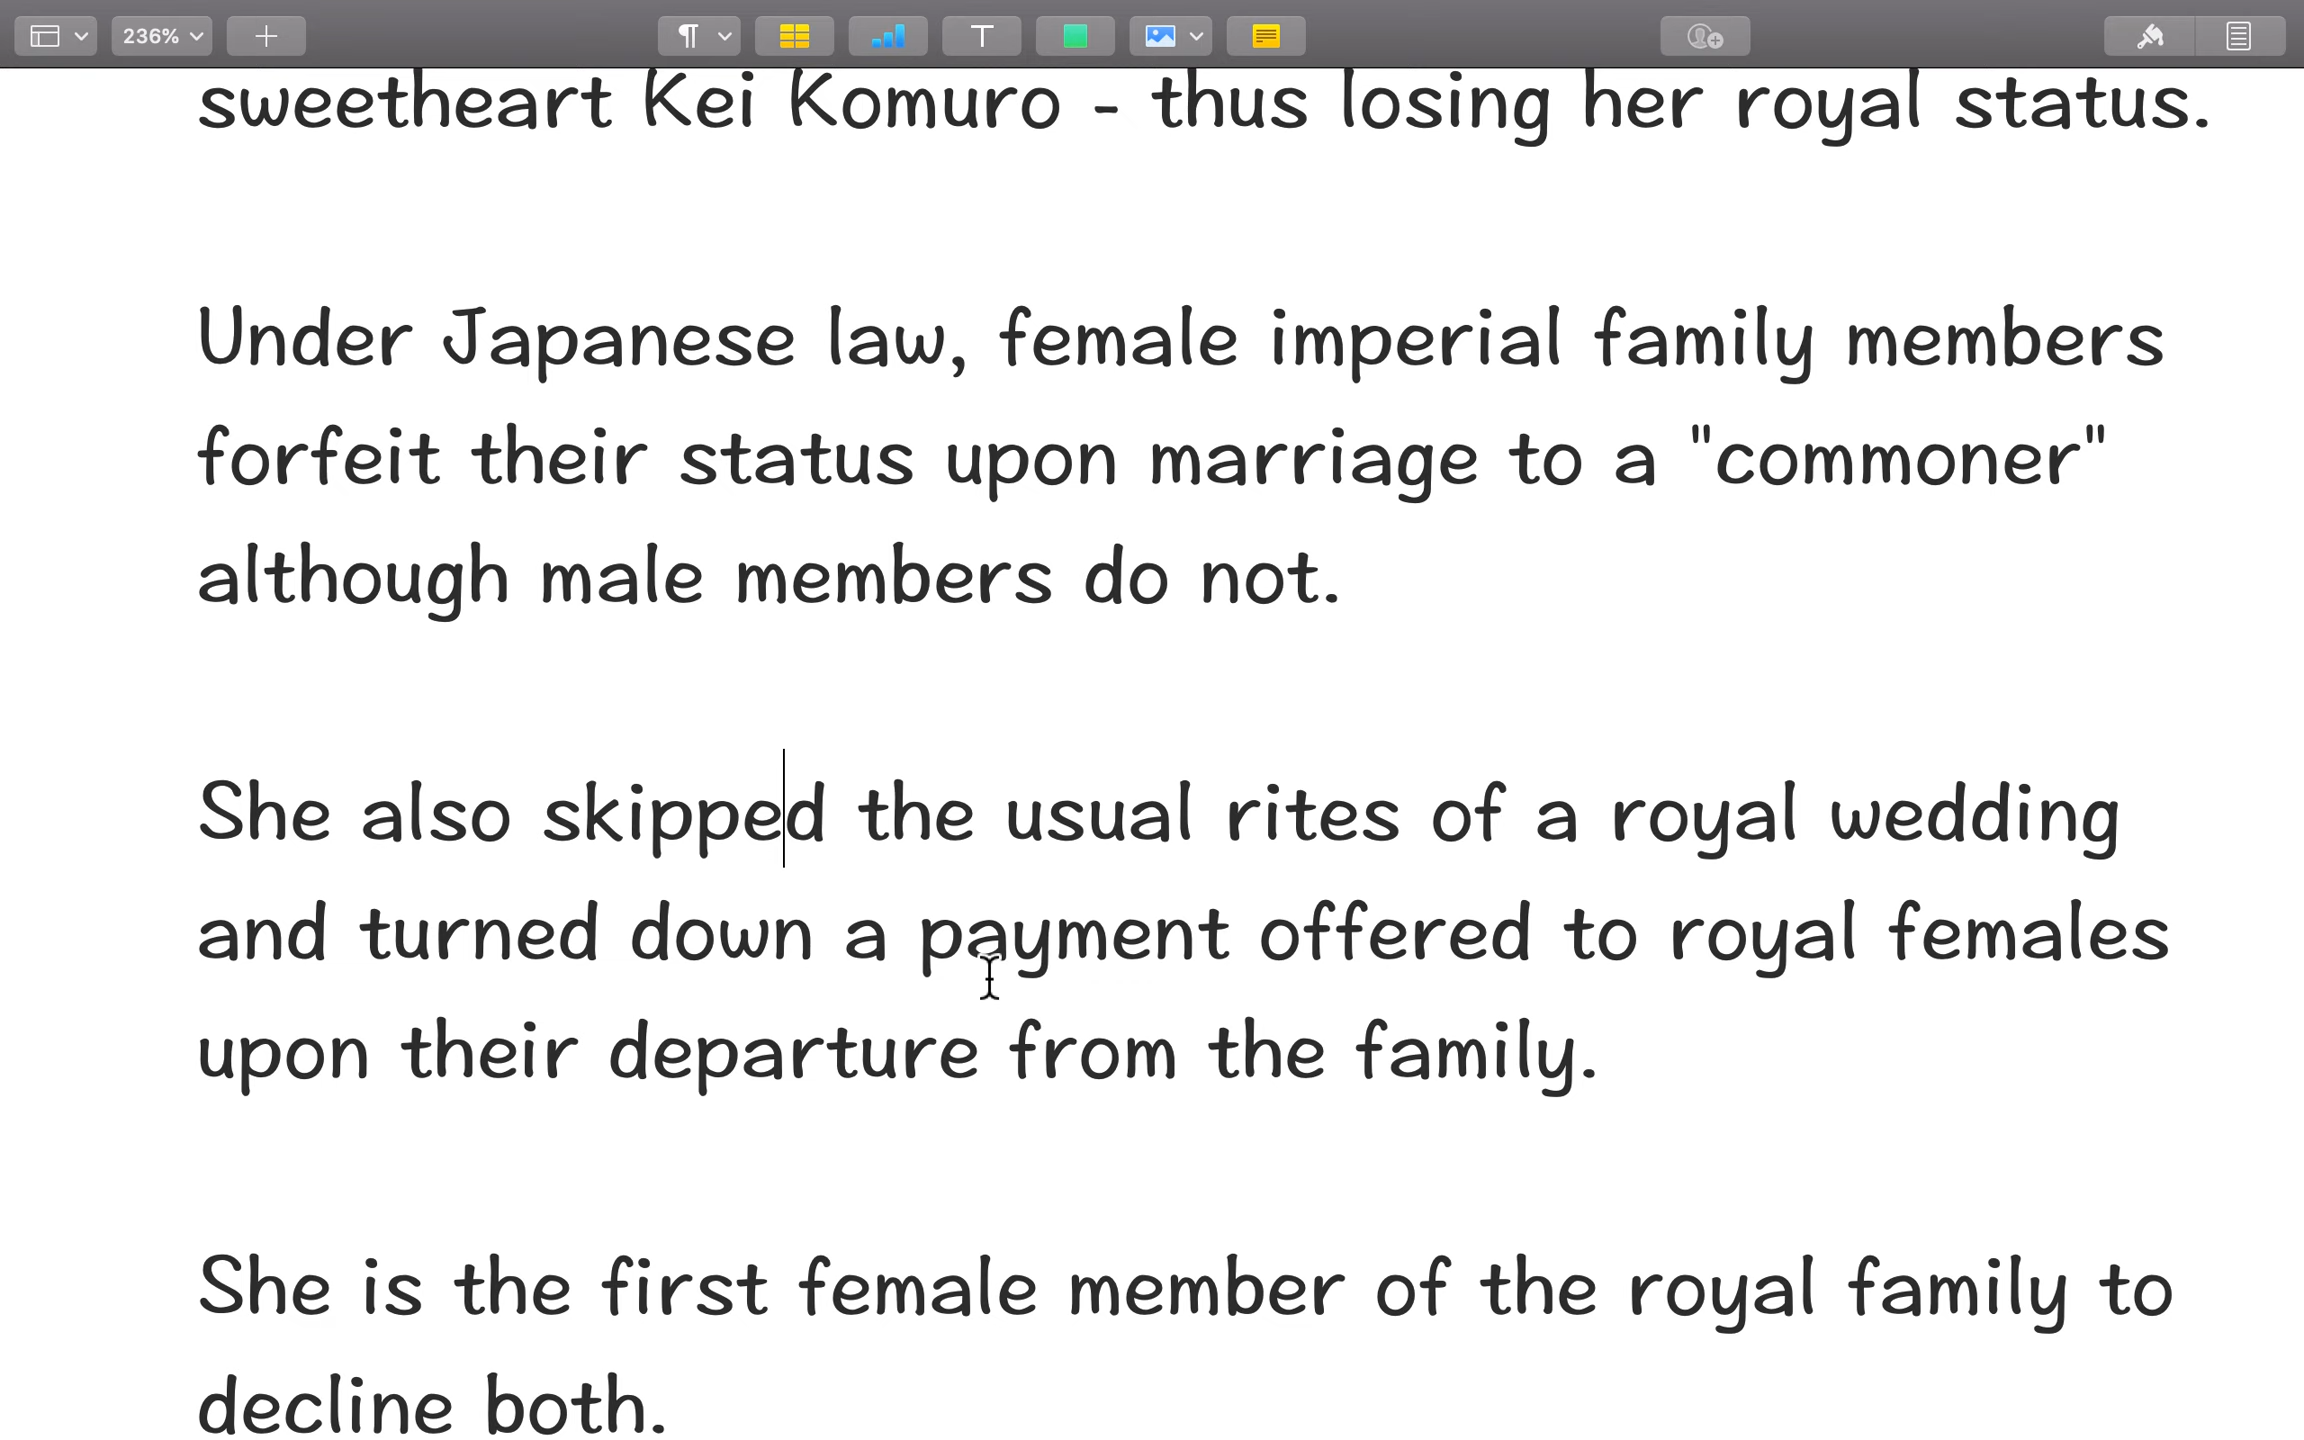 236%
sweetheart Kei Komuro - thus losing her royal status.
Under Japanese law, female imperial family members
forfeit their status upon marriage to a "commoner"
although male members do not.
She also skipped the usual rites of a royal wedding
and turned down a payment offered to royal females
upon their departure from the family.
She is the first female member of the royal family to
decline both.